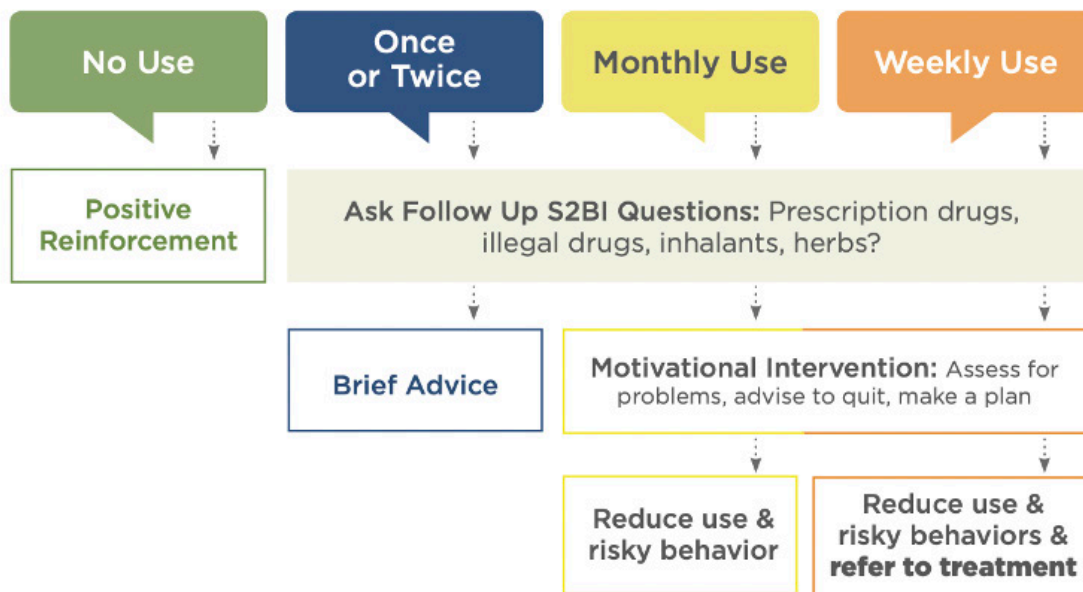 No Use
Once
or Twice
Monthly Use
Weekly Use
Positive
Reinforcement
Ask Follow Up S2BI Questions: Prescription drugs,
illegal drugs, inhalants, herbs?
Brief Advice
Motivational Intervention: Assess for
problems, advise to quit, make a plan
Reduce use &
risky behavior
Reduce use &
risky behaviors &
refer to treatment